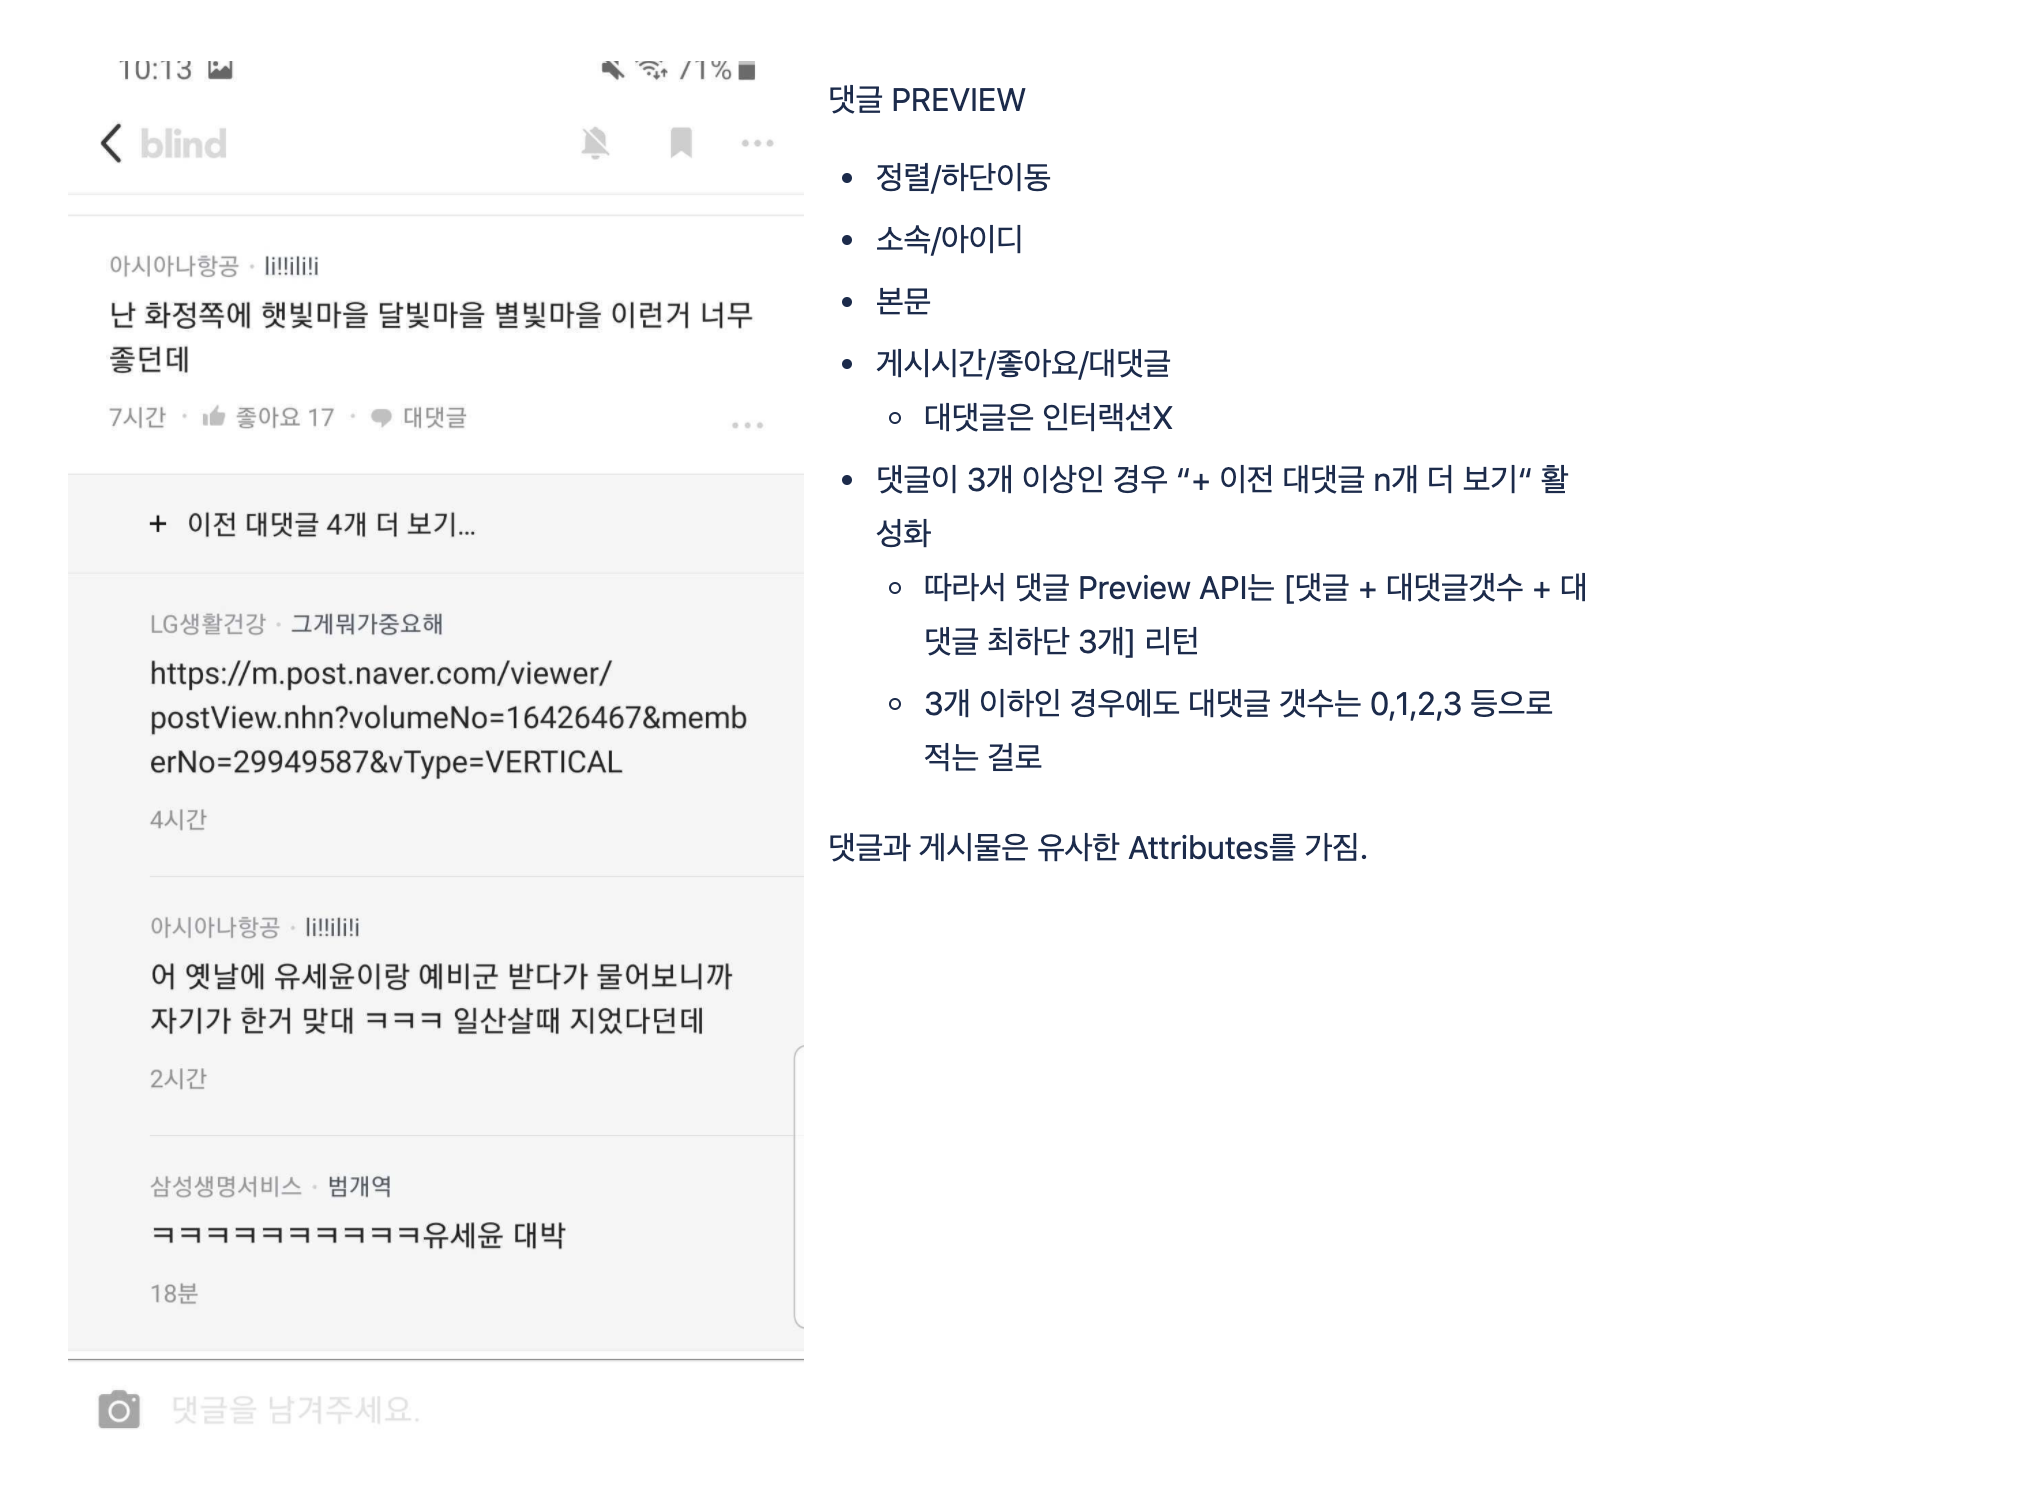 10:13
71%
blind
아시아나항공 · li!!ili!i
난 화정쪽에 햇빛마을 달빛마을 별빛마을 이런거 너무
좋던데
7시간 · 좋아요 17 · 대댓글
+ 이전 대댓글 4개 더 보기...
LG생활건강 · 그게뭐가중요해
https://m.post.naver.com/viewer/
postView.nhn?volumeNo=16426467&memb
erNo=29949587&vType=VERTICAL
4시간
아시아나항공 · li!!ili!i
어 옛날에 유세윤이랑 예비군 받다가 물어보니까
자기가 한거 맞대 ㅋㅋㅋ 일산살때 지었다던데
2시간
삼성생명서비스 · 범개역
ㅋㅋㅋㅋㅋㅋㅋㅋㅋㅋ유세윤 대박
18분
댓글을 남겨주세요.
댓글 PREVIEW
• 정렬/하단이동
• 소속/아이디
• 본문
• 게시시간/좋아요/대댓글
◦ 대댓글은 인터랙션X
• 댓글이 3개 이상인 경우 “+ 이전 대댓글 n개 더 보기“ 활
성화
◦ 따라서 댓글 Preview API는 [댓글 + 대댓글갯수 + 대
댓글 최하단 3개] 리턴
◦ 3개 이하인 경우에도 대댓글 갯수는 0,1,2,3 등으로
적는 걸로
댓글과 게시물은 유사한 Attributes를 가짐.